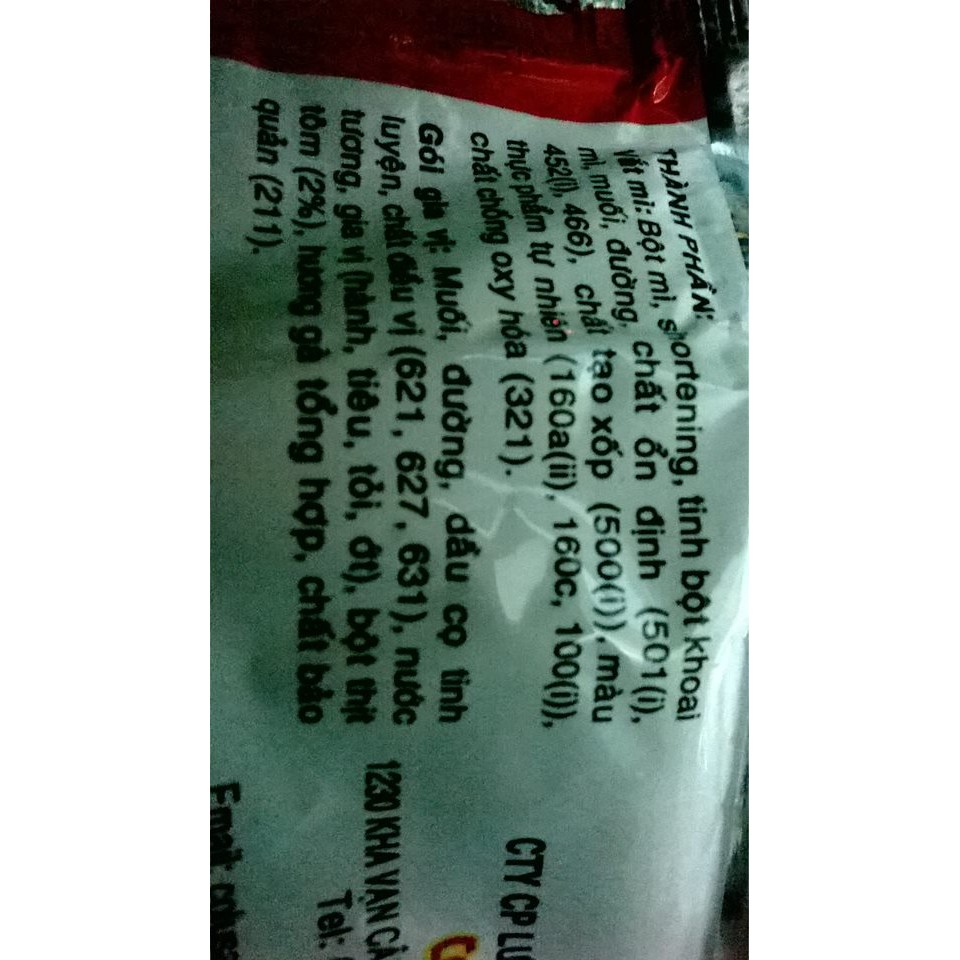 THÀNH PHẦN:
Vắt mì: Bột mì, shortening, tinh bột khoai
mì, muối, đường, chất ổn định (501(i),
452(i), 466), chất tạo xốp (500(i)), màu
thực phẩm tự nhiên (160a(ii), 160c, 100(i)),
chất chống oxy hóa (321).
Gói gia vị: Muối, đường, dầu cọ tinh
luyện, chất điều vị (621, 627, 631), nước
tương, gia vị (hành, tiêu, tỏi, ớt), bột thịt
tôm (2%), hương gà tổng hợp, chất bảo
quản (211).
CTY CP LƯ
1230 KHA VẠN CÂ
Tel:
Email: